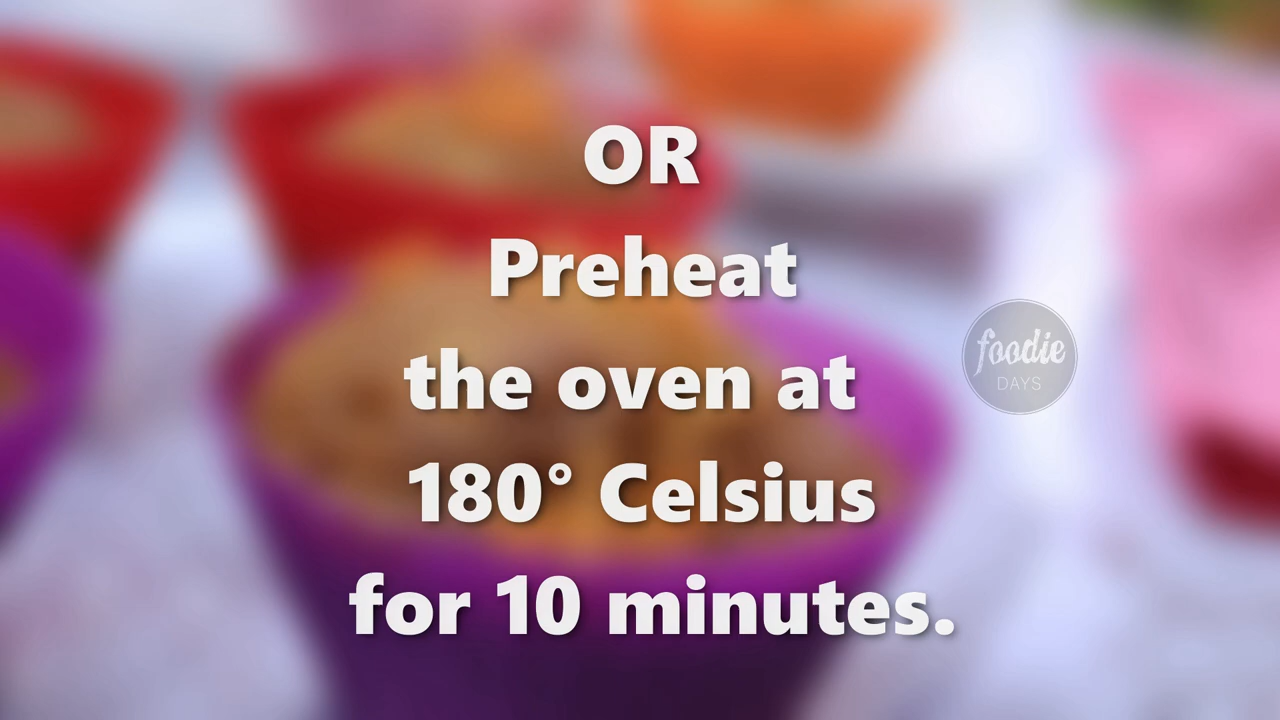 OR
Preheat
the oven at
180° Celsius
for 10 minutes.
foodie
DAYS